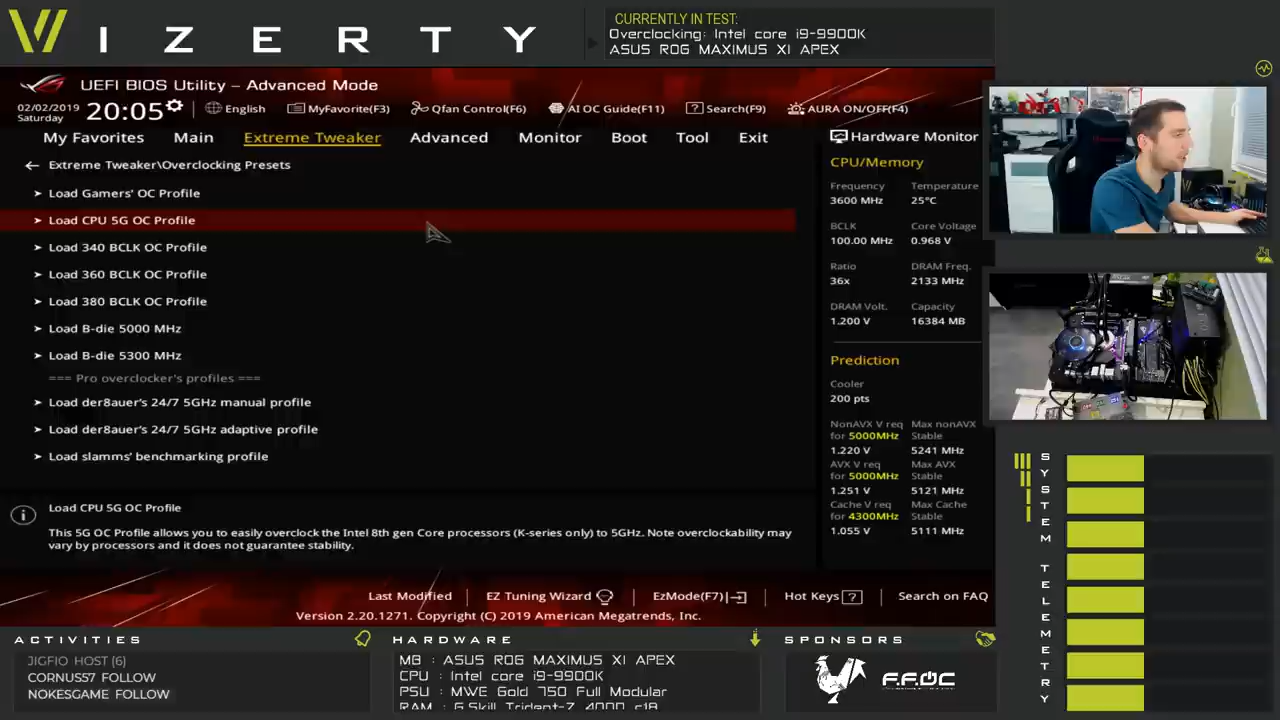 WIZERTY
CURRENTLY IN TEST:
Overclocking: Intel core i9-9900K
ASUS ROG MAXIMUS XI APEX
UEFI BIOS Utility – Advanced Mode
02/02/2019
Saturday
20:05
English
MyFavorite(F3)
Qfan Control(F6)
AI OC Guide(F11)
? Search(F9)
AURA ON/OFF(F4)
My Favorites
Main
Extreme Tweaker
Advanced
Monitor
Boot
Tool
Exit
Hardware Monitor
Extreme Tweaker\Overclocking Presets
Load Gamers' OC Profile
Load CPU 5G OC Profile
Load 340 BCLK OC Profile
Load 360 BCLK OC Profile
Load 380 BCLK OC Profile
Load B-die 5000 MHz
Load B-die 5300 MHz
=== Pro overclocker's profiles ===
Load der8auer's 24/7 5GHz manual profile
Load der8auer's 24/7 5GHz adaptive profile
Load slamms' benchmarking profile
CPU/Memory
Frequency Temperature
3600 MHz 25°C
BCLK Core Voltage
100.00 MHz 0.968 V
Ratio DRAM Freq.
36x 2133 MHz
DRAM Volt. Capacity
1.200 V 16384 MB
Prediction
Cooler
200 pts
NonAVX V req Max nonAVX
for 5000MHz Stable
1.220 V 5241 MHz
AVX V req Max AVX
for 5000MHz Stable
1.251 V 5121 MHz
Cache V req Max Cache
for 4300MHz Stable
1.055 V 5111 MHz
Load CPU 5G OC Profile
This 5G OC Profile allows you to easily overclock the Intel 8th gen Core processors (K-series only) to 5GHz. Note overclockability may
vary by processors and it does not guarantee stability.
Last Modified
EZ Tuning Wizard
EzMode(F7)
Hot Keys ?
Search on FAQ
Version 2.20.1271. Copyright (C) 2019 American Megatrends, Inc.
SYSTEM TELEMETRY
ACTIVITIES
JIGFIO HOST (6)
CORNUS7 FOLLOW
NOKESGAME FOLLOW
HARDWARE
MB : ASUS ROG MAXIMUS XI APEX
CPU : Intel core i9-9900K
PSU : MWE Gold 750 Full Modular
RAM : G.Skill Trident-Z 4000 c18
SPONSORS
F.F.OC